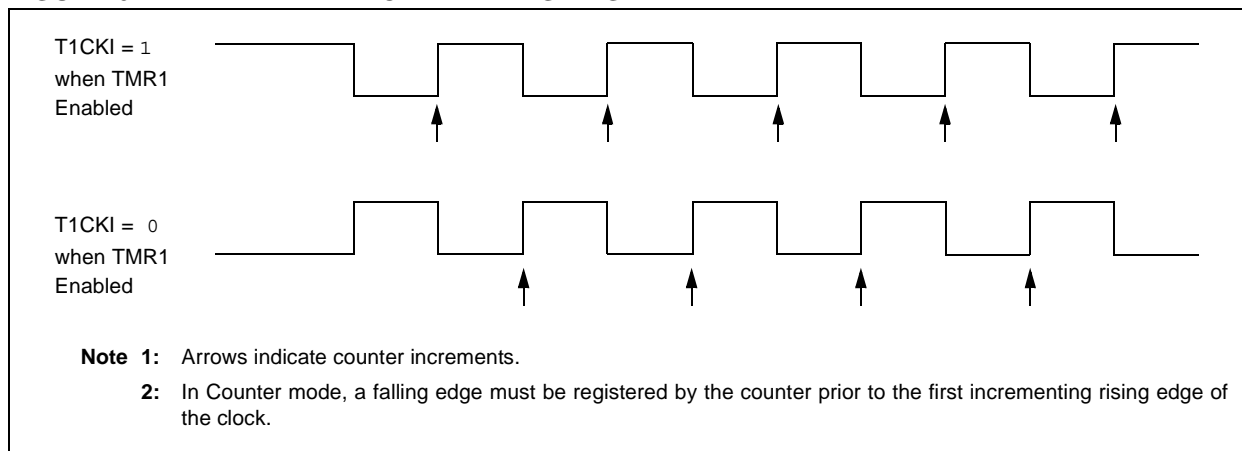 T1CKI = 1
when TMR1
Enabled
T1CKI = 0
when TMR1
Enabled
Note 1: Arrows indicate counter increments.
2: In Counter mode, a falling edge must be registered by the counter prior to the first incrementing rising edge of
the clock.